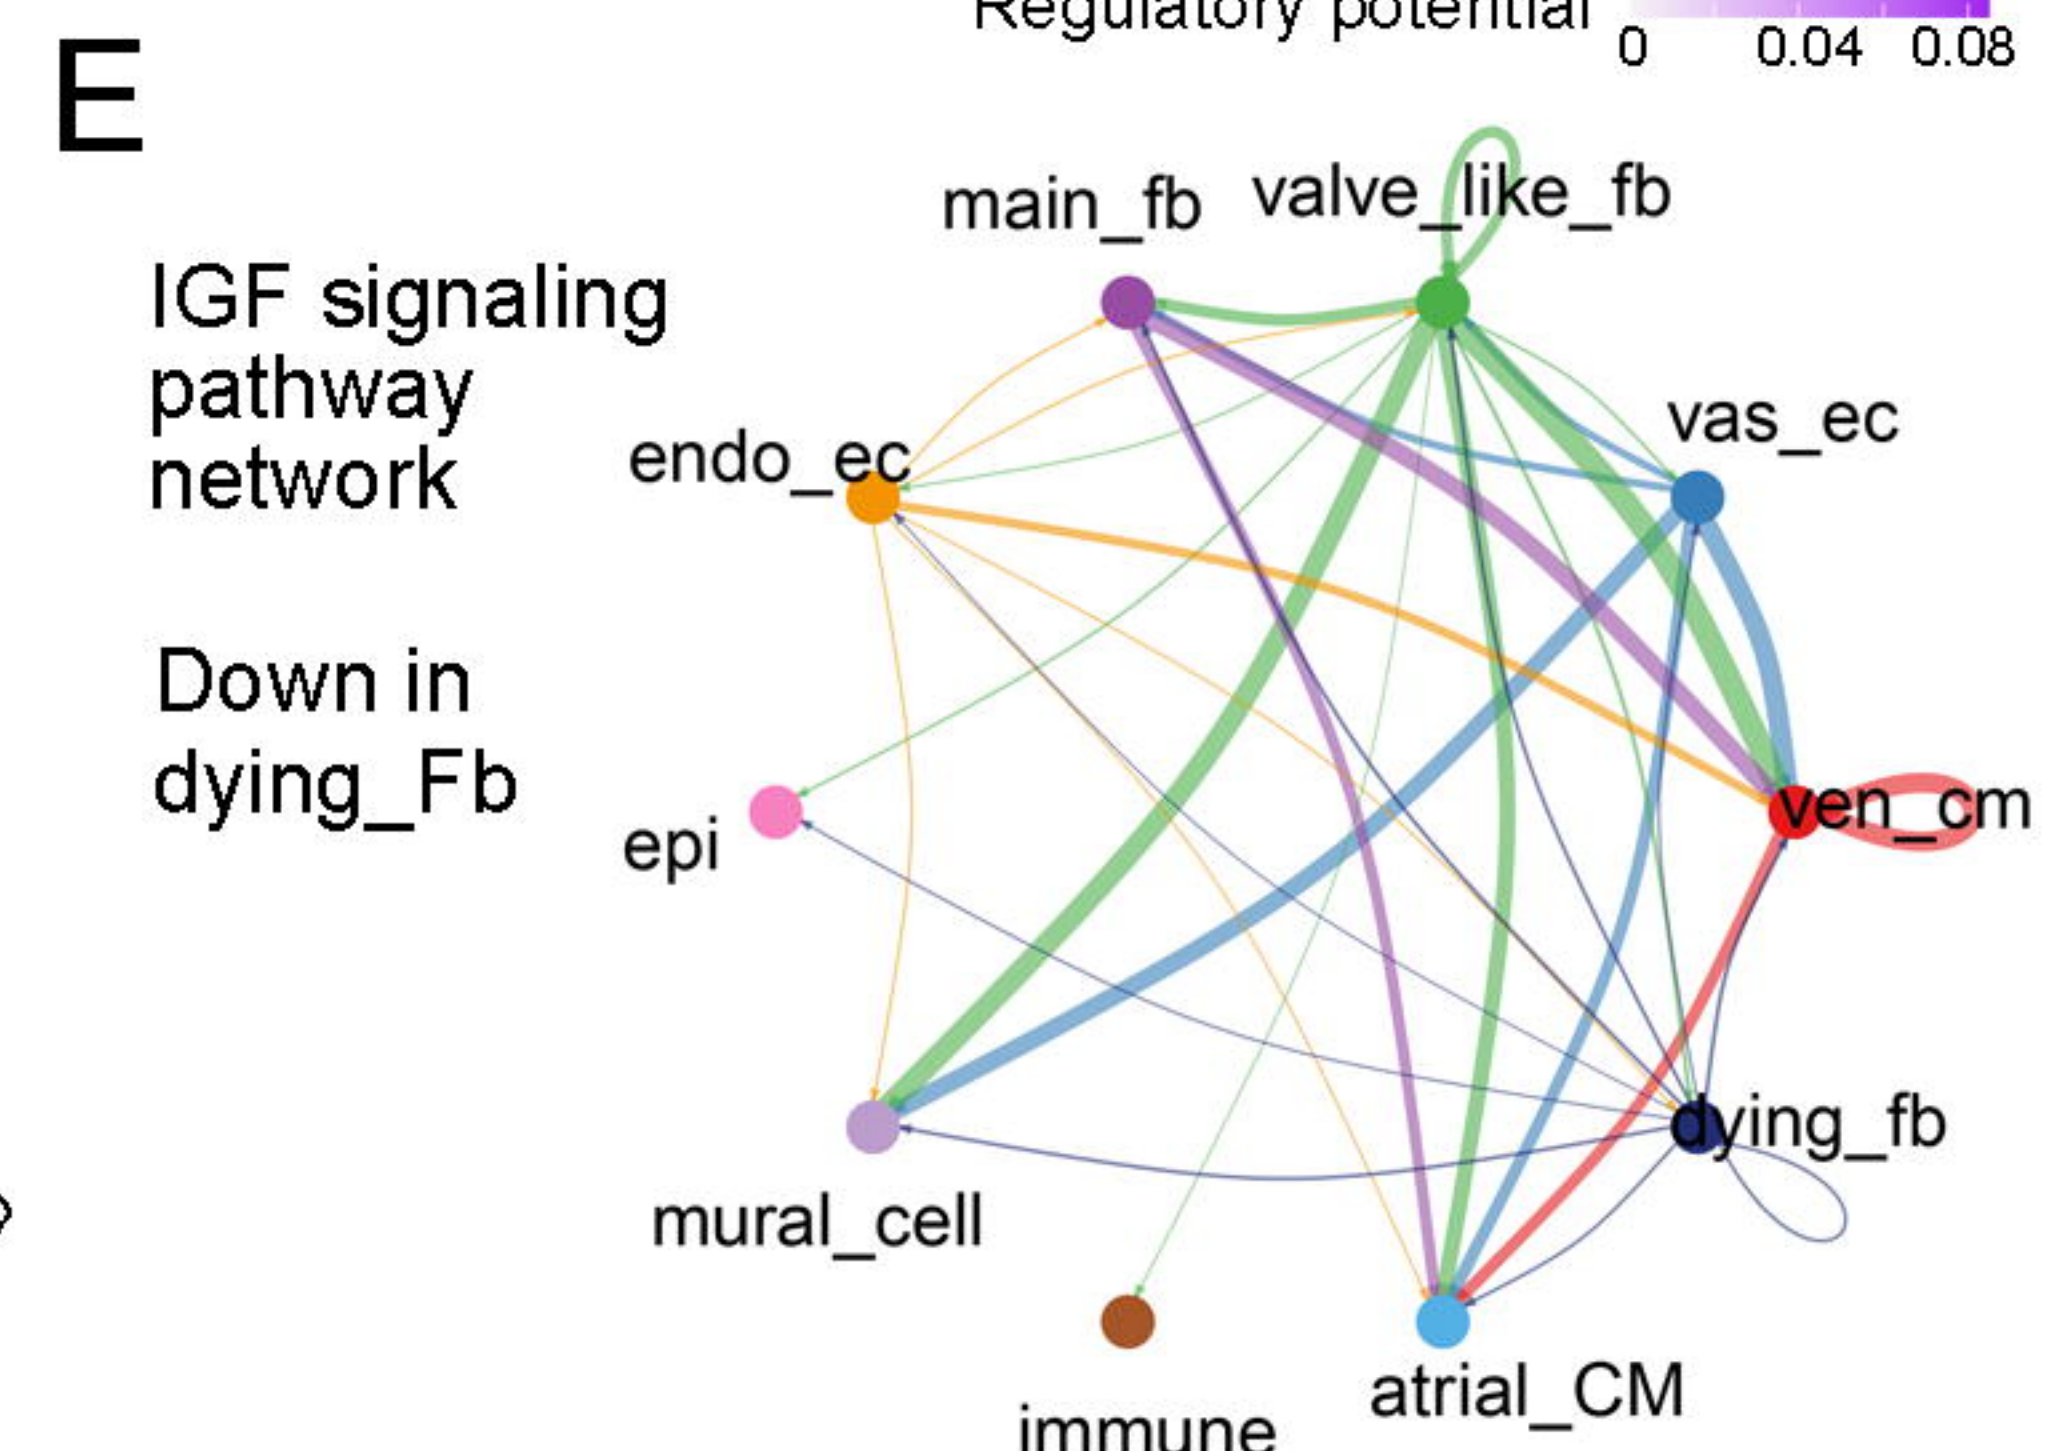 Regulatory potential
0 0.04 0.08
E
main_fb valve_like_fb
IGF signaling
pathway
network
vas_ec
endo_ec
Down in
dying_Fb
ven_cm
epi
dying_fb
mural_cell
atrial_CM
immune